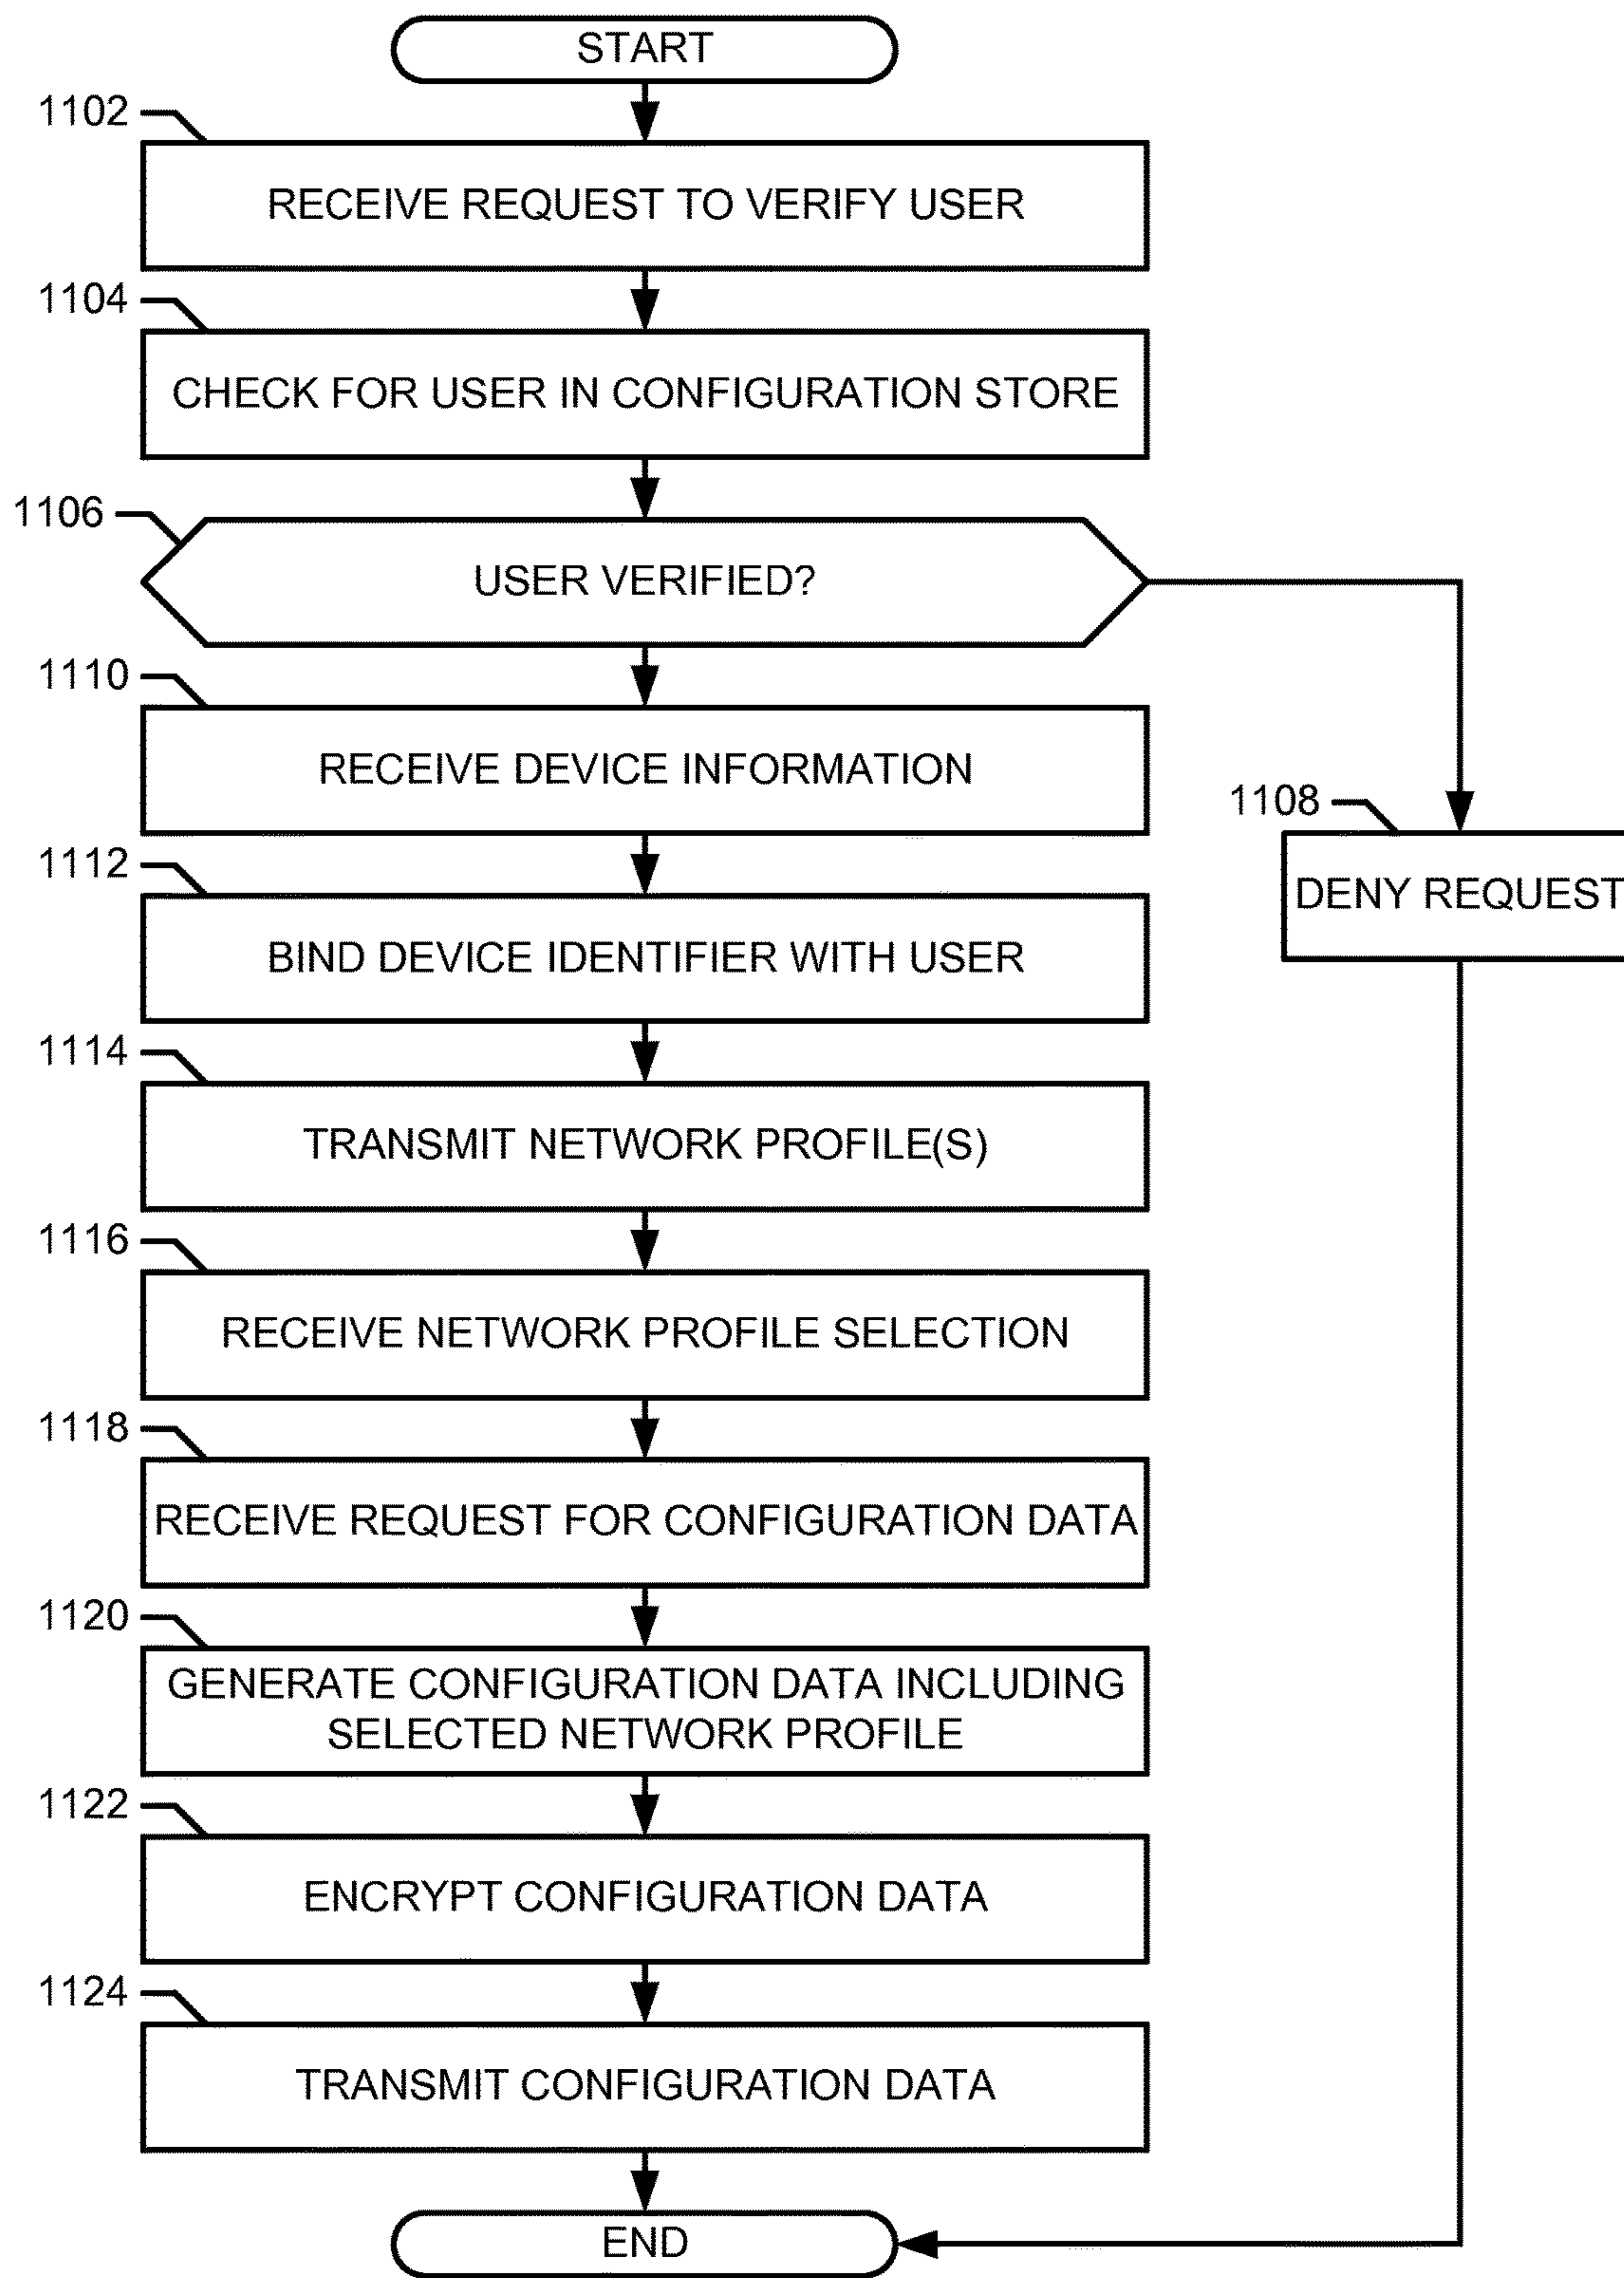 START
1102
RECEIVE REQUEST TO VERIFY USER
1104
CHECK FOR USER IN CONFIGURATION STORE
1106
USER VERIFIED?
1110
RECEIVE DEVICE INFORMATION
1108
DENY REQUEST
1112
BIND DEVICE IDENTIFIER WITH USER
1114
TRANSMIT NETWORK PROFILE(S)
1116
RECEIVE NETWORK PROFILE SELECTION
1118
RECEIVE REQUEST FOR CONFIGURATION DATA
1120
GENERATE CONFIGURATION DATA INCLUDING
SELECTED NETWORK PROFILE
1122
ENCRYPT CONFIGURATION DATA
1124
TRANSMIT CONFIGURATION DATA
END